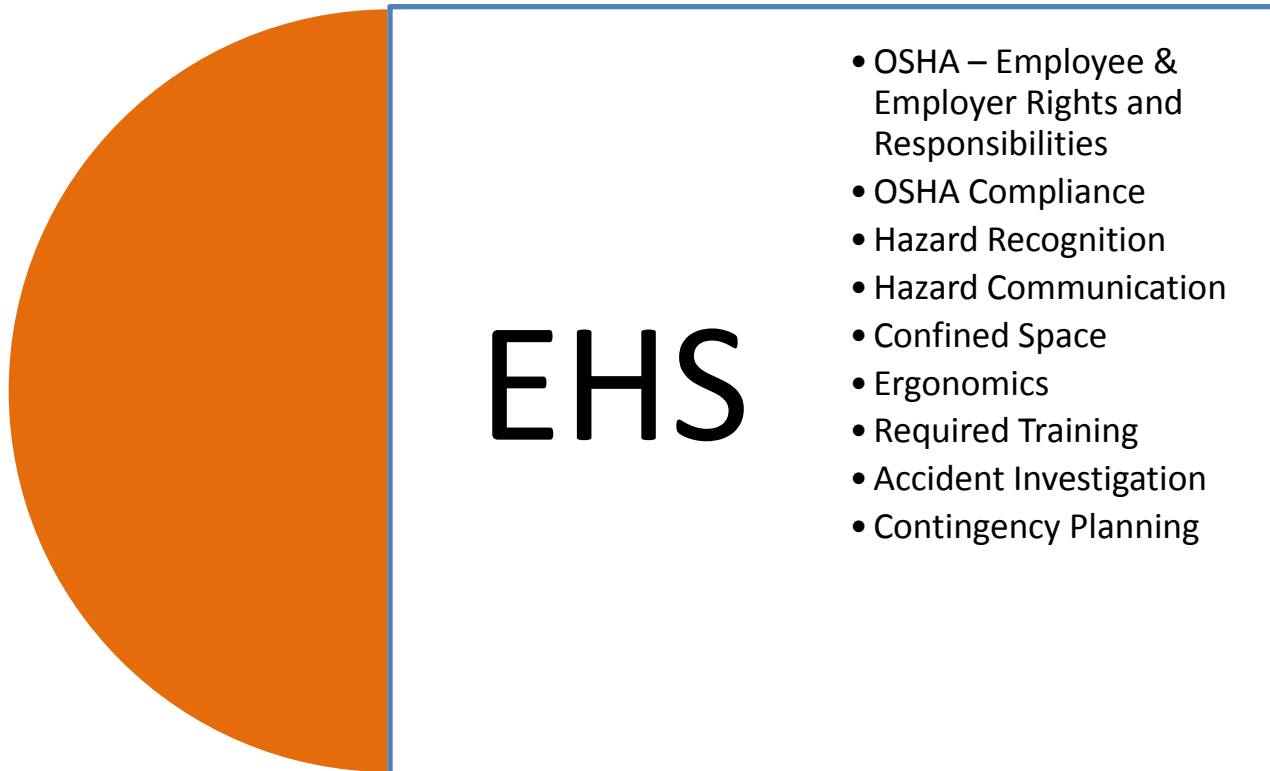 EHS
• OSHA – Employee &
Employer Rights and
Responsibilities
• OSHA Compliance
• Hazard Recognition
• Hazard Communication
• Confined Space
• Ergonomics
• Required Training
• Accident Investigation
• Contingency Planning